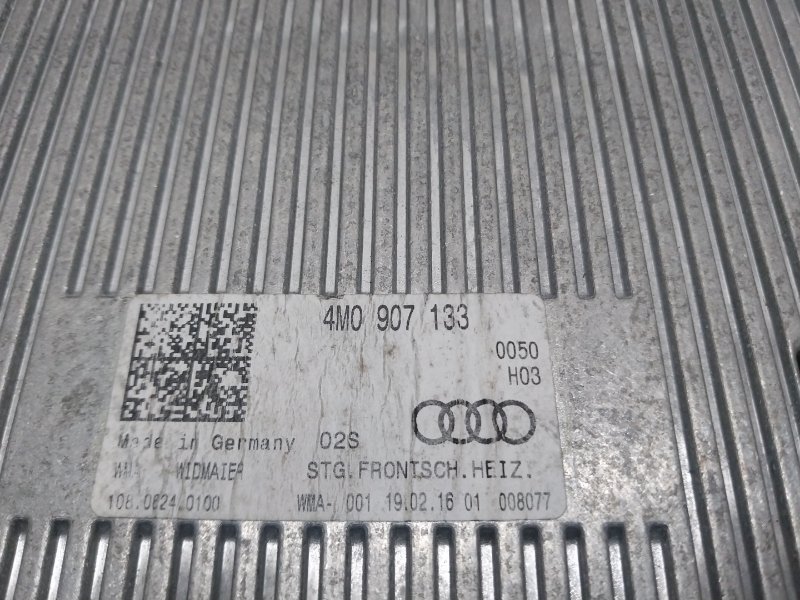 4M0 907 133
0050
H03
Made in Germany 02S
WIDMAIER STG.FRONTSCH.HEIZ.
108.0624.0100 WMA- 001 19.02.16 01 008077